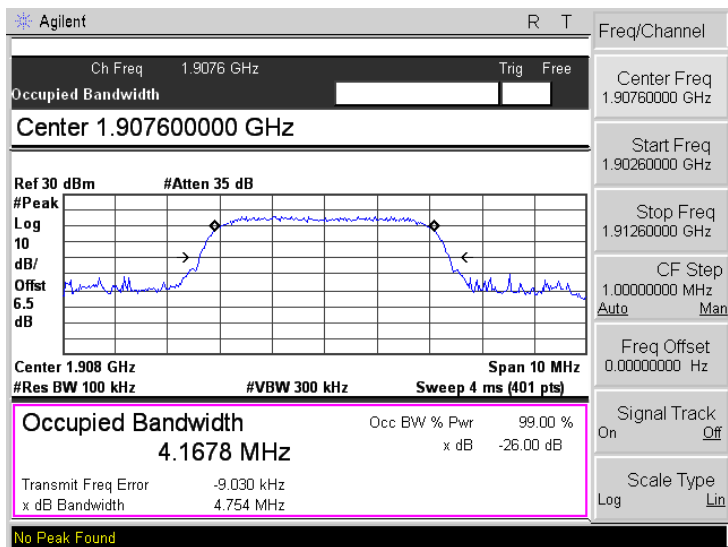 Agilent R T
Ch Freq 1.9076 GHz Trig Free
Occupied Bandwidth
Center 1.907600000 GHz
Ref 30 dBm #Atten 35 dB
#Peak
Log
10
dB/
Offst
6.5
dB
Center 1.908 GHz Span 10 MHz
#Res BW 100 kHz #VBW 300 kHz Sweep 4 ms (401 pts)
Occupied Bandwidth Occ BW % Pwr 99.00 %
4.1678 MHz x dB -26.00 dB
Transmit Freq Error -9.030 kHz
x dB Bandwidth 4.754 MHz
No Peak Found
Freq/Channel
Center Freq
1.90760000 GHz
Start Freq
1.90260000 GHz
Stop Freq
1.91260000 GHz
CF Step
1.00000000 MHz
Auto Man
Freq Offset
0.00000000 Hz
Signal Track
On Off
Scale Type
Log Lin